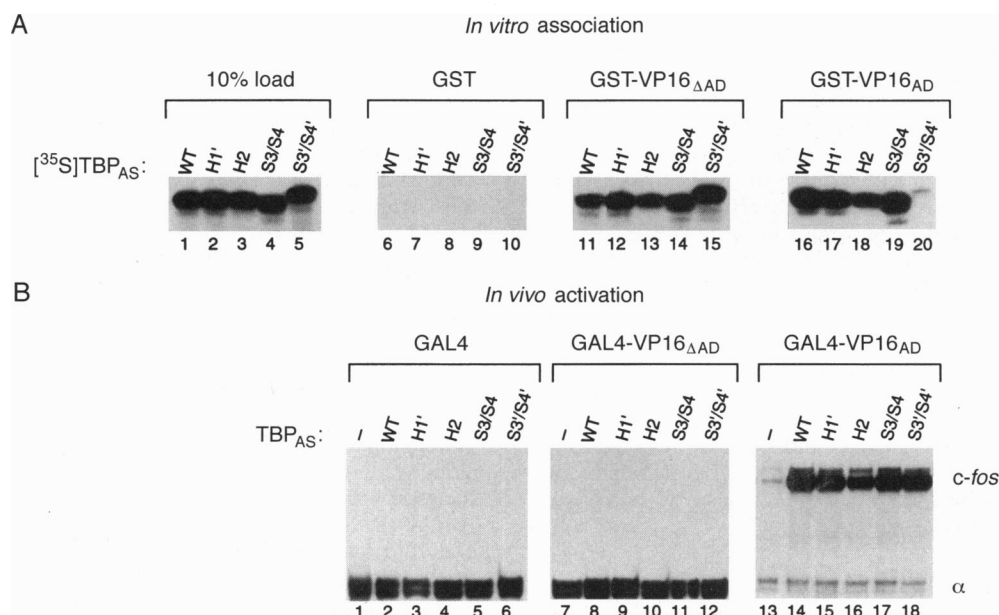 A
In vitro association
10% load GST GST-VP16ΔAD GST-VP16AD
[35S]TBPAS: WT H1' H2 S3/S4 S3'/S4' WT H1' H2 S3/S4 S3'/S4' WT H1' H2 S3/S4 S3'/S4' WT H1' H2 S3/S4 S3'/S4'
1 2 3 4 5 6 7 8 9 10 11 12 13 14 15 16 17 18 19 20
B
In vivo activation
GAL4 GAL4-VP16ΔAD GAL4-VP16AD
TBPAS: – WT H1' H2 S3/S4 S3'/S4' – WT H1' H2 S3/S4 S3'/S4' – WT H1' H2 S3/S4 S3'/S4'
c-fos
α
1 2 3 4 5 6 7 8 9 10 11 12 13 14 15 16 17 18